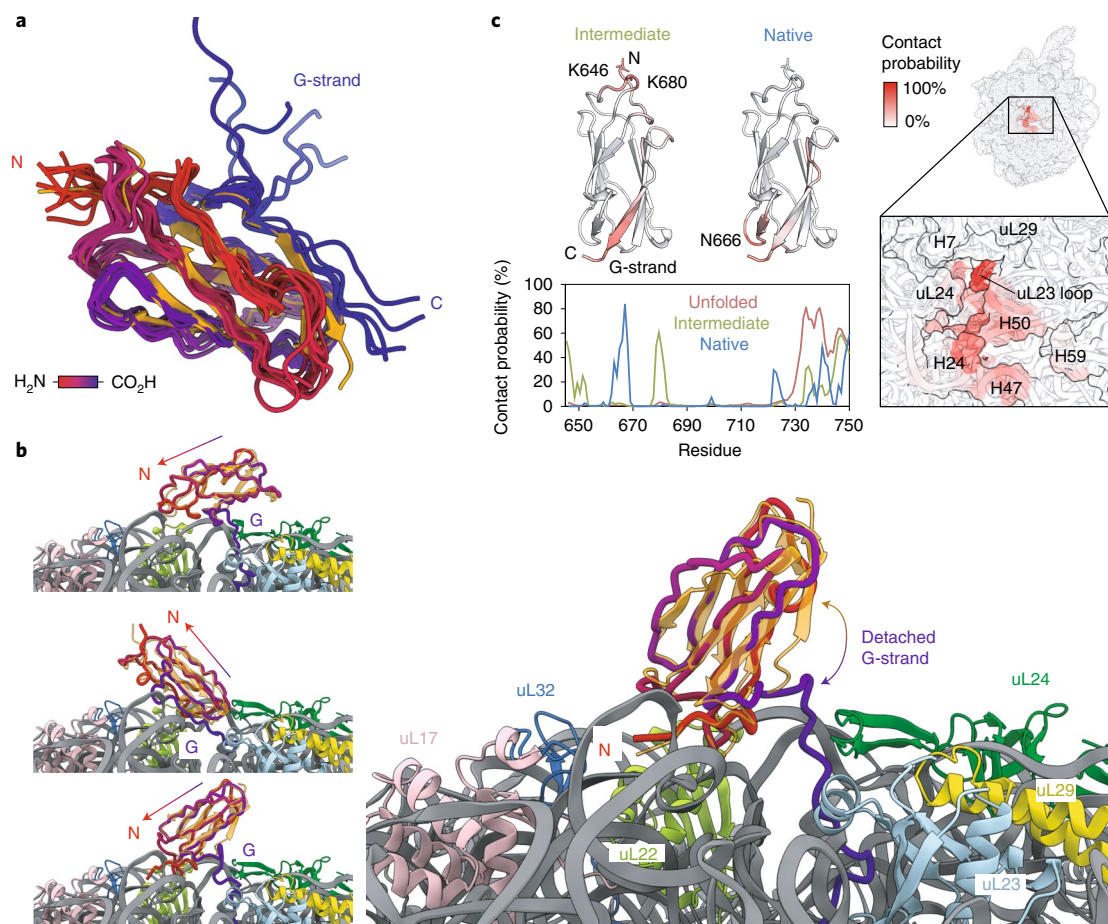 a
G-strand
N
C
H₂N CO₂H
b
N
G
N
G
N
G
c
Intermediate
Native
N
K646
K680
N666
C
G-strand
Contact probability (%)
100
80
60
40
20
0
Unfolded
Intermediate
Native
650 670 690 710 730 750
Residue
Contact
probability
100%
0%
H7
uL29
uL24
uL23 loop
H50
H24
H59
H47
Detached
G-strand
uL32
uL24
uL17
N
uL29
uL22
uL23